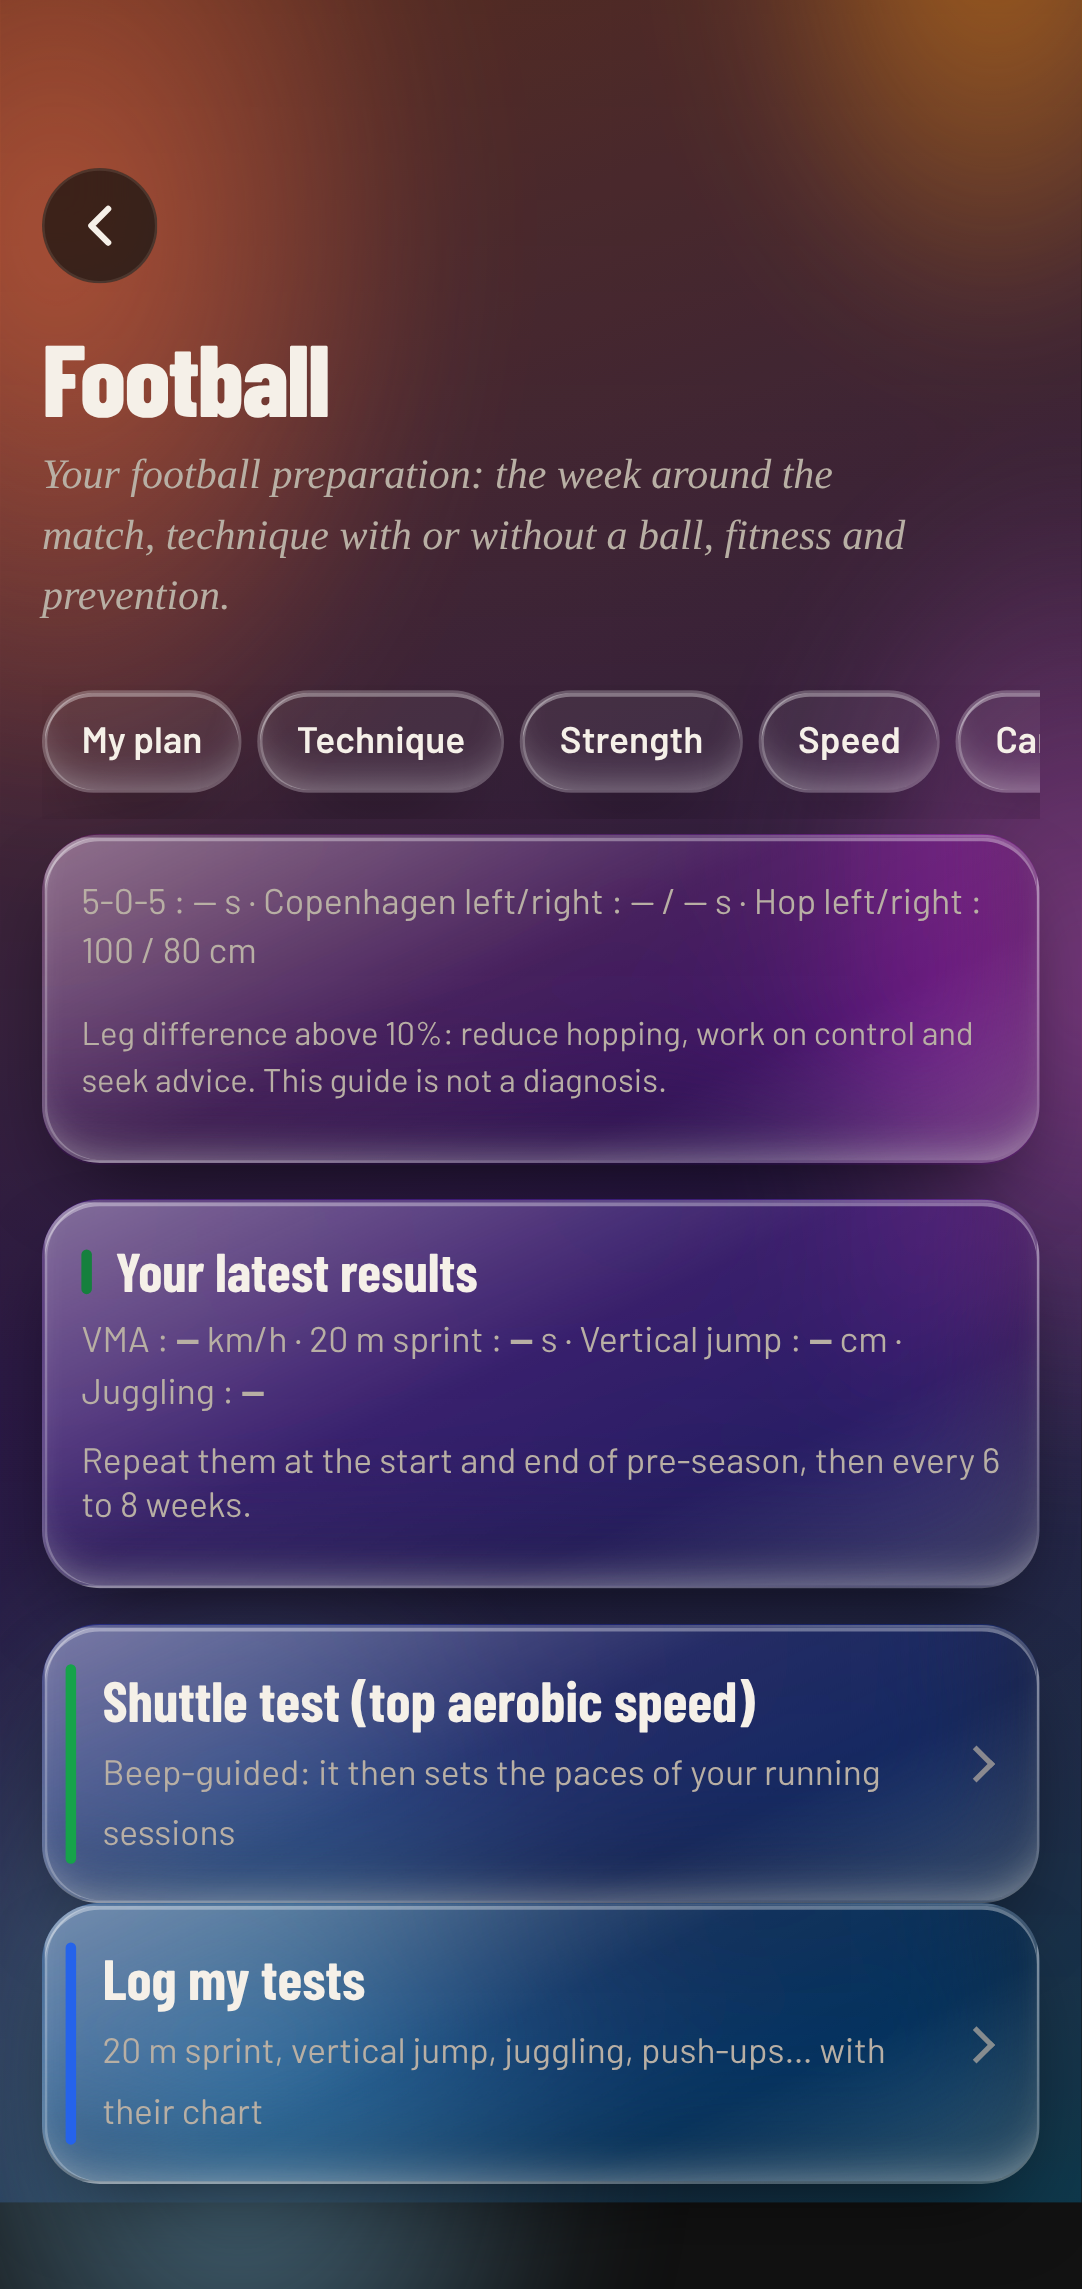 Football
Your football preparation: the week around the
match, technique with or without a ball, fitness and
prevention.
My plan
Technique
Strength
Speed
5-0-5 : — s · Copenhagen left/right : — / — s · Hop left/right :
100 / 80 cm
Leg difference above 10%: reduce hopping, work on control and
seek advice. This guide is not a diagnosis.
Your latest results
VMA : — km/h · 20 m sprint : — s · Vertical jump : — cm ·
Juggling : —
Repeat them at the start and end of pre-season, then every 6
to 8 weeks.
Shuttle test (top aerobic speed)
Beep-guided: it then sets the paces of your running
sessions
Log my tests
20 m sprint, vertical jump, juggling, push-ups... with
their chart